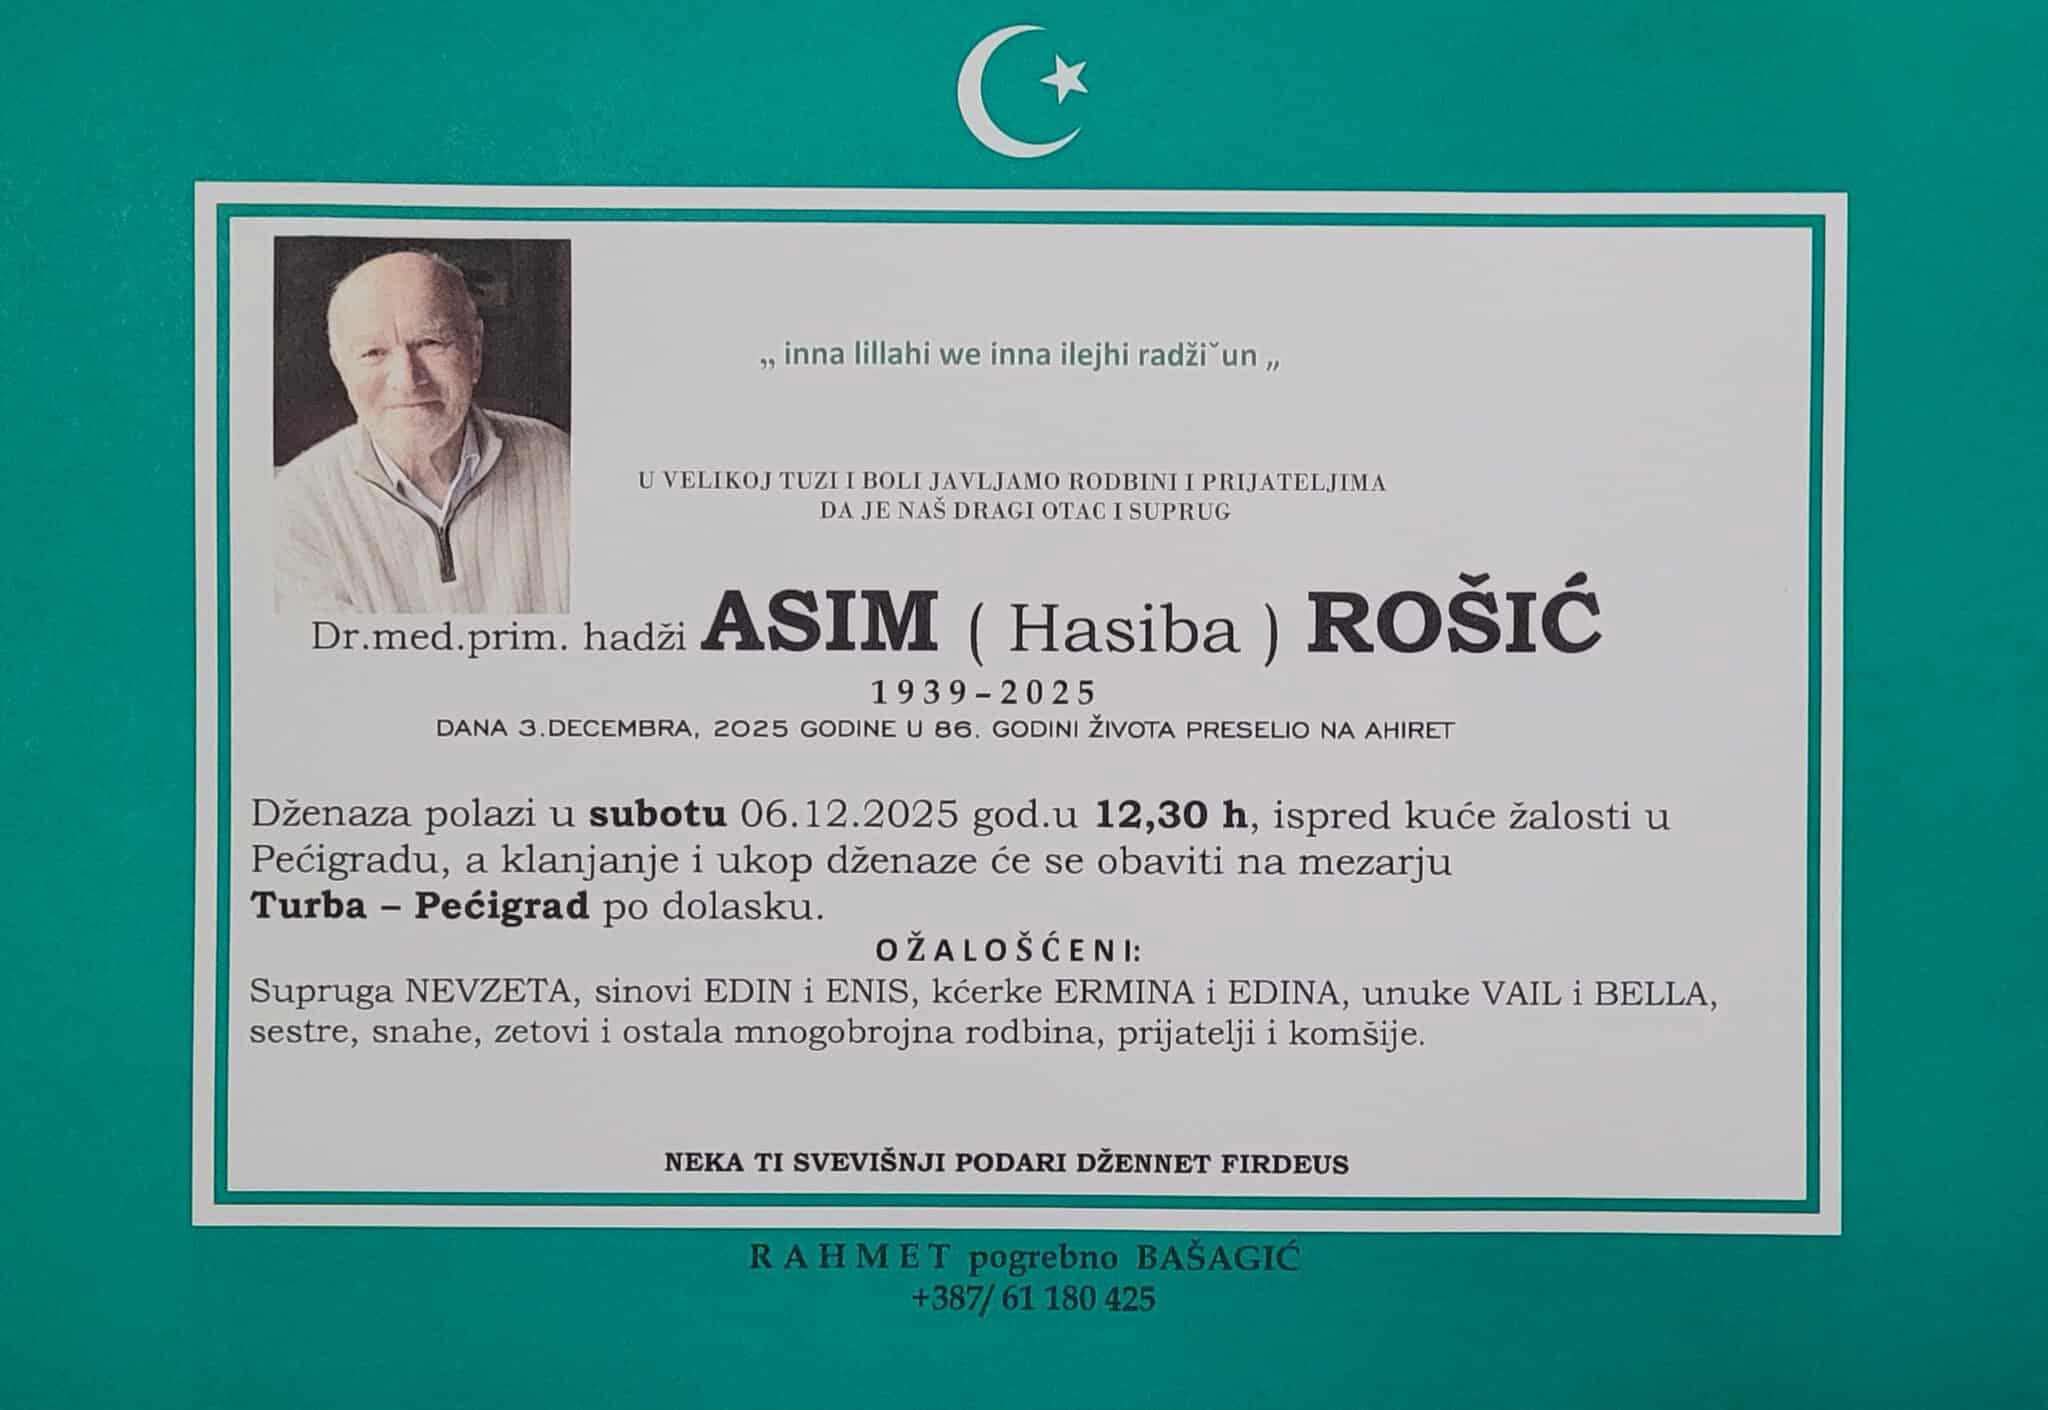 „ inna lillahi we inna ilejhi radžiˇun „
U VELIKOJ TUZI I BOLI JAVLJAMO RODBINI I PRIJATELJIMA
DA JE NAŠ DRAGI OTAC I SUPRUG
Dr.med.prim. hadži ASIM ( Hasiba ) ROŠIĆ
1939–2025
DANA 3.DECEMBRA, 2025 GODINE U 86. GODINI ŽIVOTA PRESELIO NA AHIRET
Dženaza polazi u subotu 06.12.2025 god.u 12,30 h, ispred kuće žalosti u
Pećigradu, a klanjanje i ukop dženaze će se obaviti na mezarju
Turba – Pećigrad po dolasku.
OŽALOŠĆENI:
Supruga NEVZETA, sinovi EDIN i ENIS, kćerke ERMINA i EDINA, unuke VAIL i BELLA,
sestre, snahe, zetovi i ostala mnogobrojna rodbina, prijatelji i komšije.
NEKA TI SVEVIŠNJI PODARI DŽENNET FIRDEUS
RAHMET pogrebno BAŠAGIĆ
+387/ 61 180 425